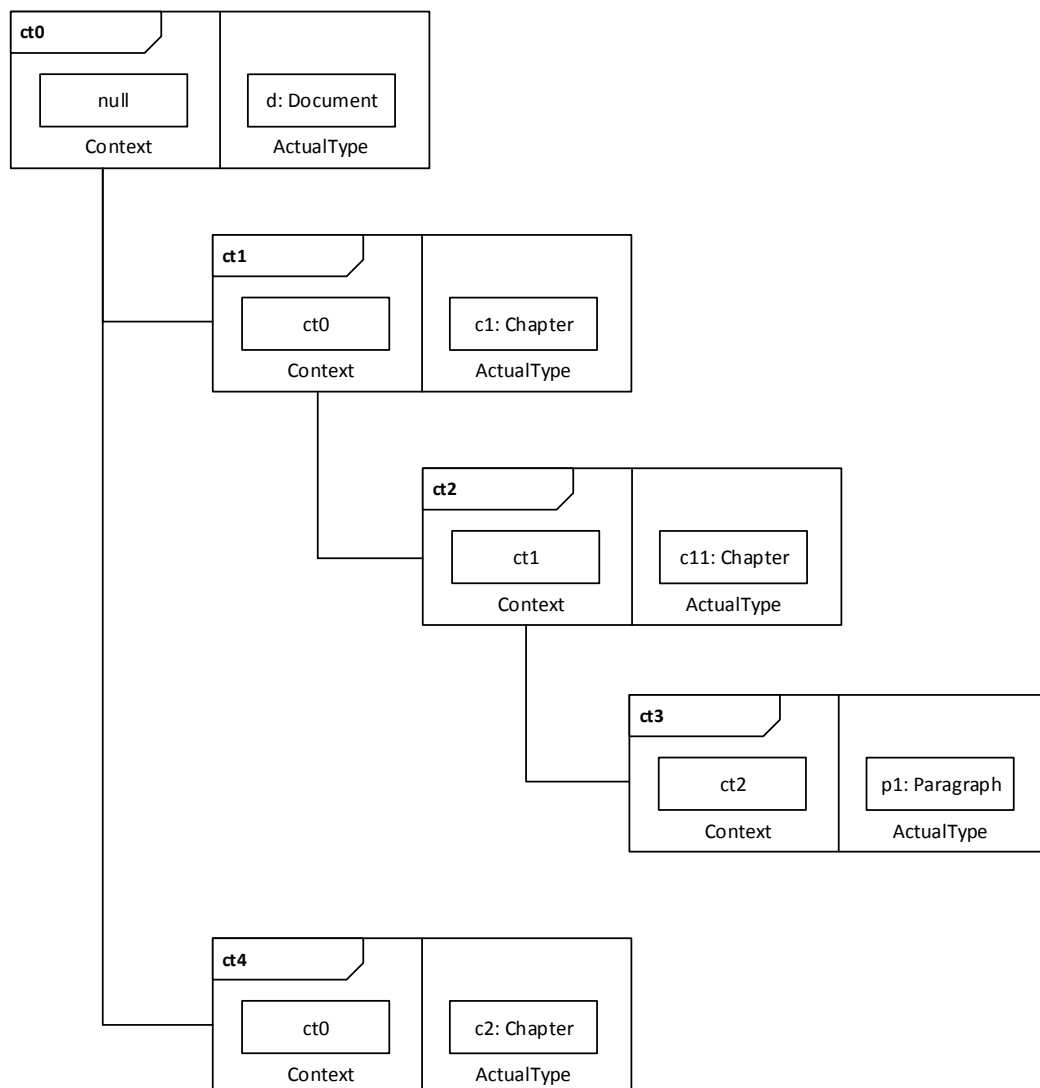 ct0
null
d: Document
Context
ActualType
ct1
ct0
c1: Chapter
Context
ActualType
ct2
ct1
c11: Chapter
Context
ActualType
ct3
ct2
p1: Paragraph
Context
ActualType
ct4
ct0
c2: Chapter
Context
ActualType